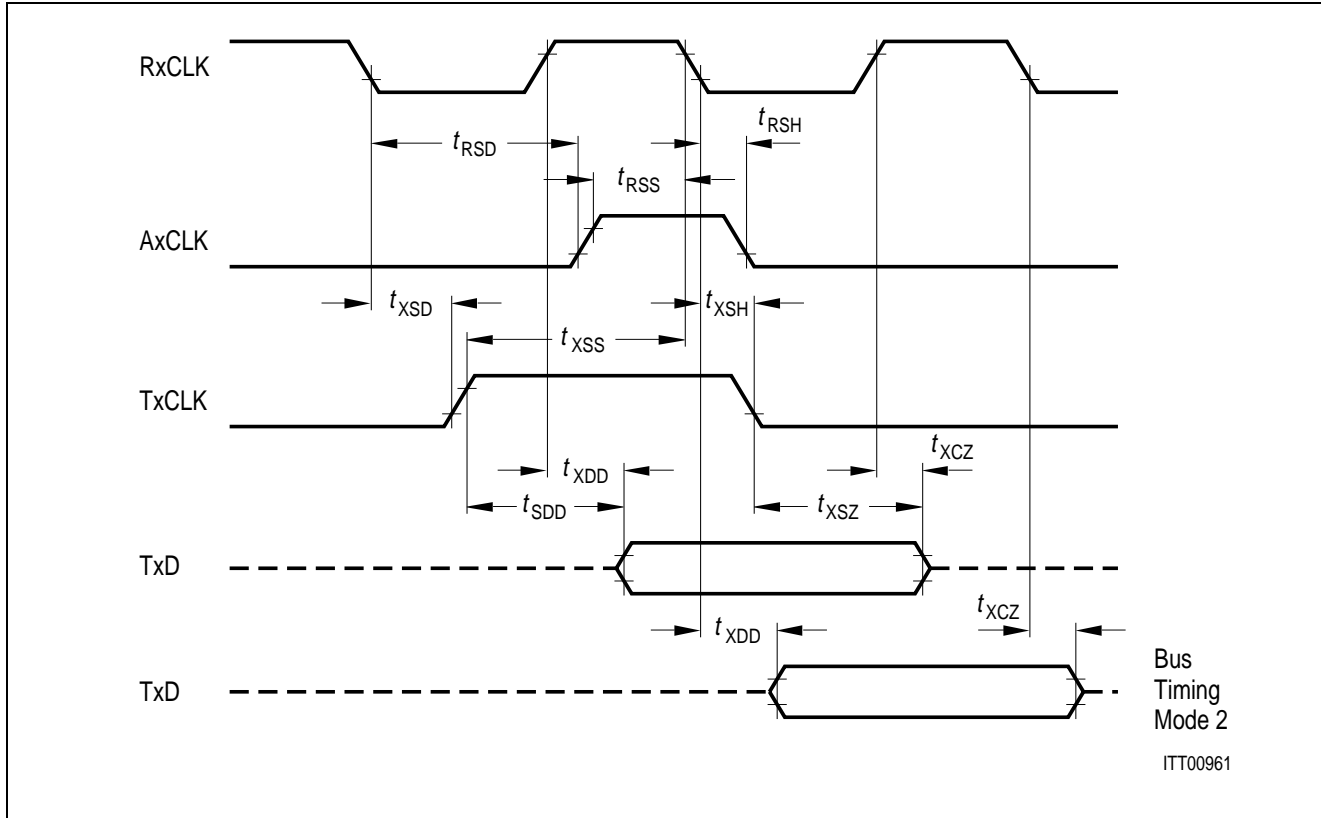 RxCLK
tRSH
tRSD
tRSS
AxCLK
tXSD
tXSH
tXSS
TxCLK
tXCZ
tXDD
tSDD
tXSZ
TxD
tXCZ
tXDD
TxD
Bus
Timing
Mode 2
ITT00961